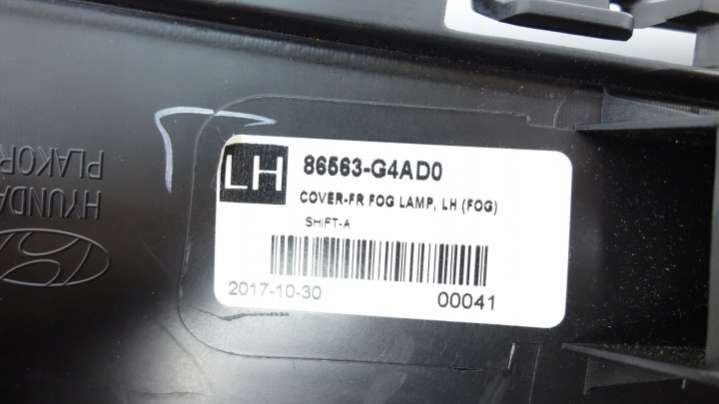 LH
86563-G4AD0
COVER-FR FOG LAMP, LH (FOG)
SHIFT-A
2017-10-30 00041
HYUNDAI
PLAKOR